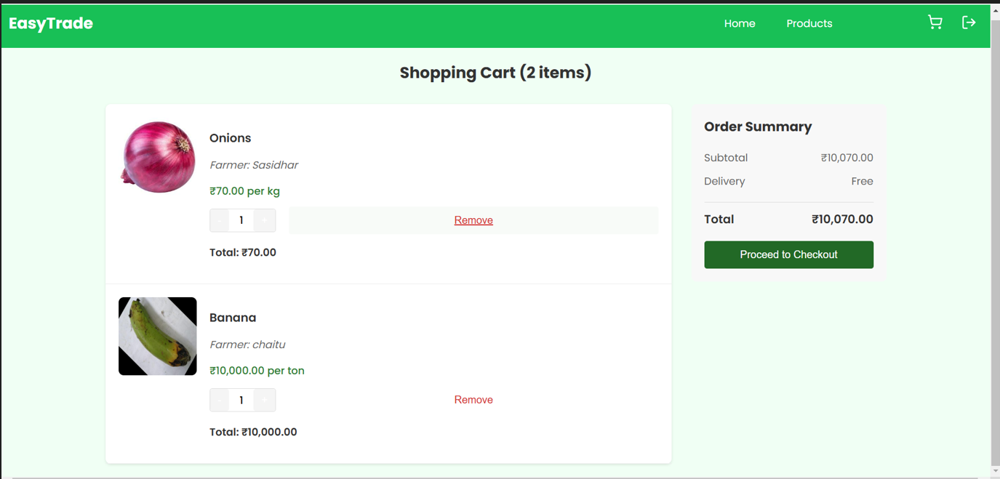 EasyTrade
Home
Products
Shopping Cart (2 items)
Onions
Farmer: Sasidhar
₹70.00 per kg
- 1 +
Remove
Total: ₹70.00
Banana
Farmer: chaitu
₹10,000.00 per ton
- 1 +
Remove
Total: ₹10,000.00
Order Summary
Subtotal ₹10,070.00
Delivery Free
Total ₹10,070.00
Proceed to Checkout